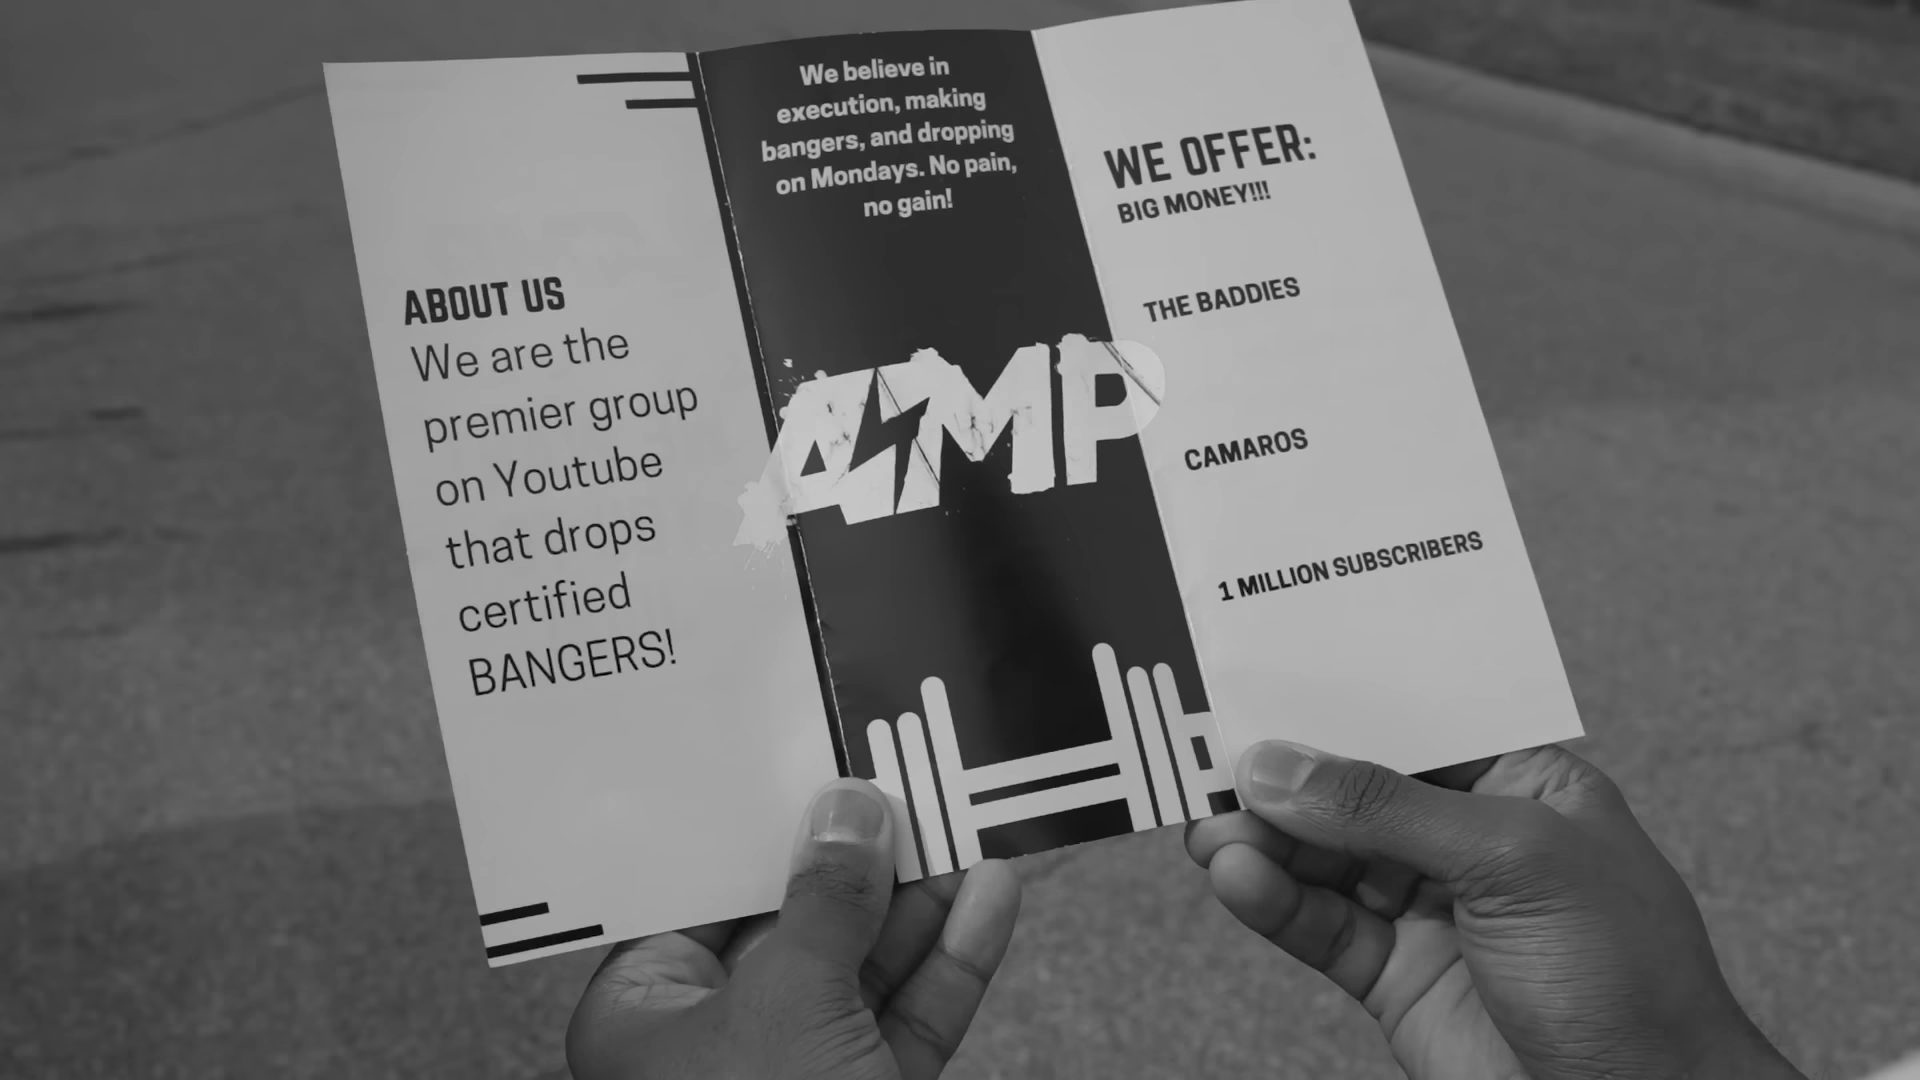 ABOUT US
We are the
premier group
on Youtube
that drops
certified
BANGERS!
We believe in
execution, making
bangers, and dropping
on Mondays. No pain,
no gain!
AMP
WE OFFER:
BIG MONEY!!!
THE BADDIES
CAMAROS
1 MILLION SUBSCRIBERS